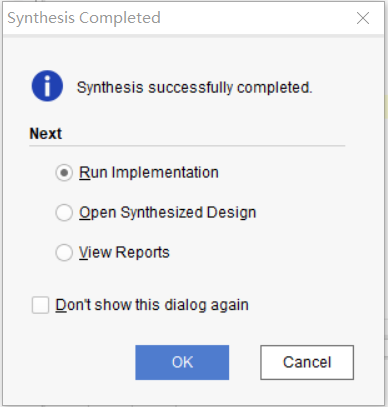 Synthesis Completed
Synthesis successfully completed.
Next
Run Implementation
Open Synthesized Design
View Reports
Don't show this dialog again
OK
Cancel